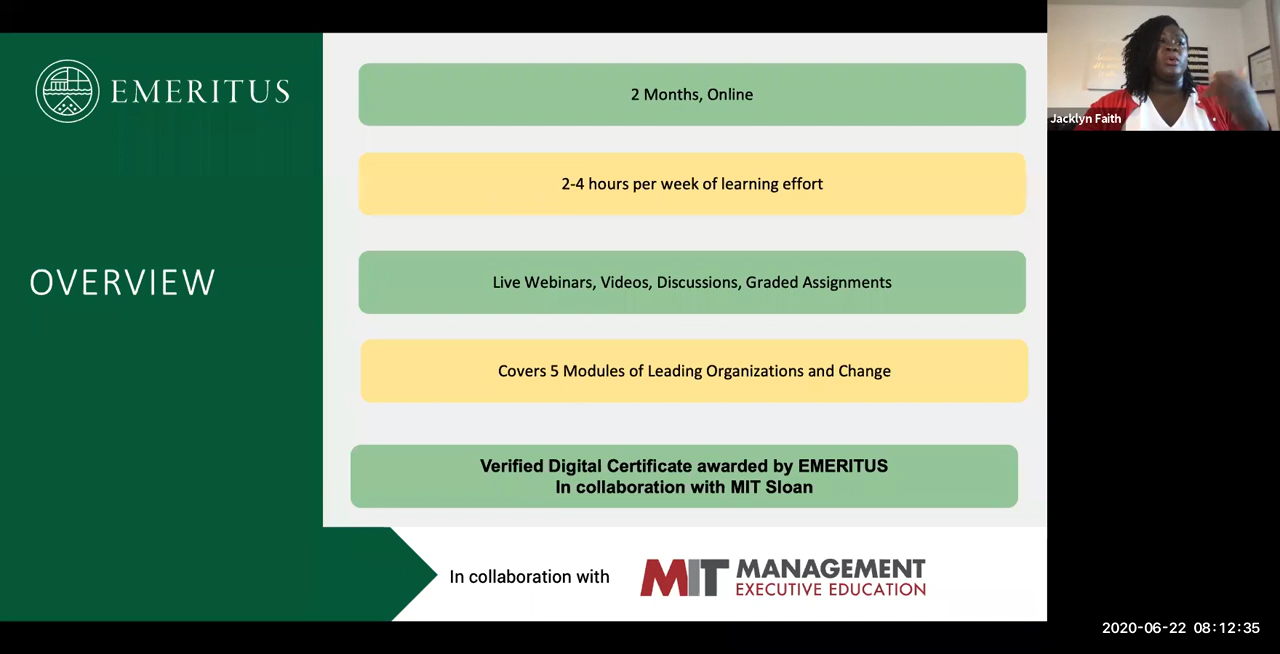 EMERITUS
OVERVIEW
2 Months, Online
2-4 hours per week of learning effort
Live Webinars, Videos, Discussions, Graded Assignments
Covers 5 Modules of Leading Organizations and Change
Verified Digital Certificate awarded by EMERITUS
In collaboration with MIT Sloan
In collaboration with
MIT MANAGEMENT
EXECUTIVE EDUCATION
Jacklyn Faith
2020-06-22 08:12:35